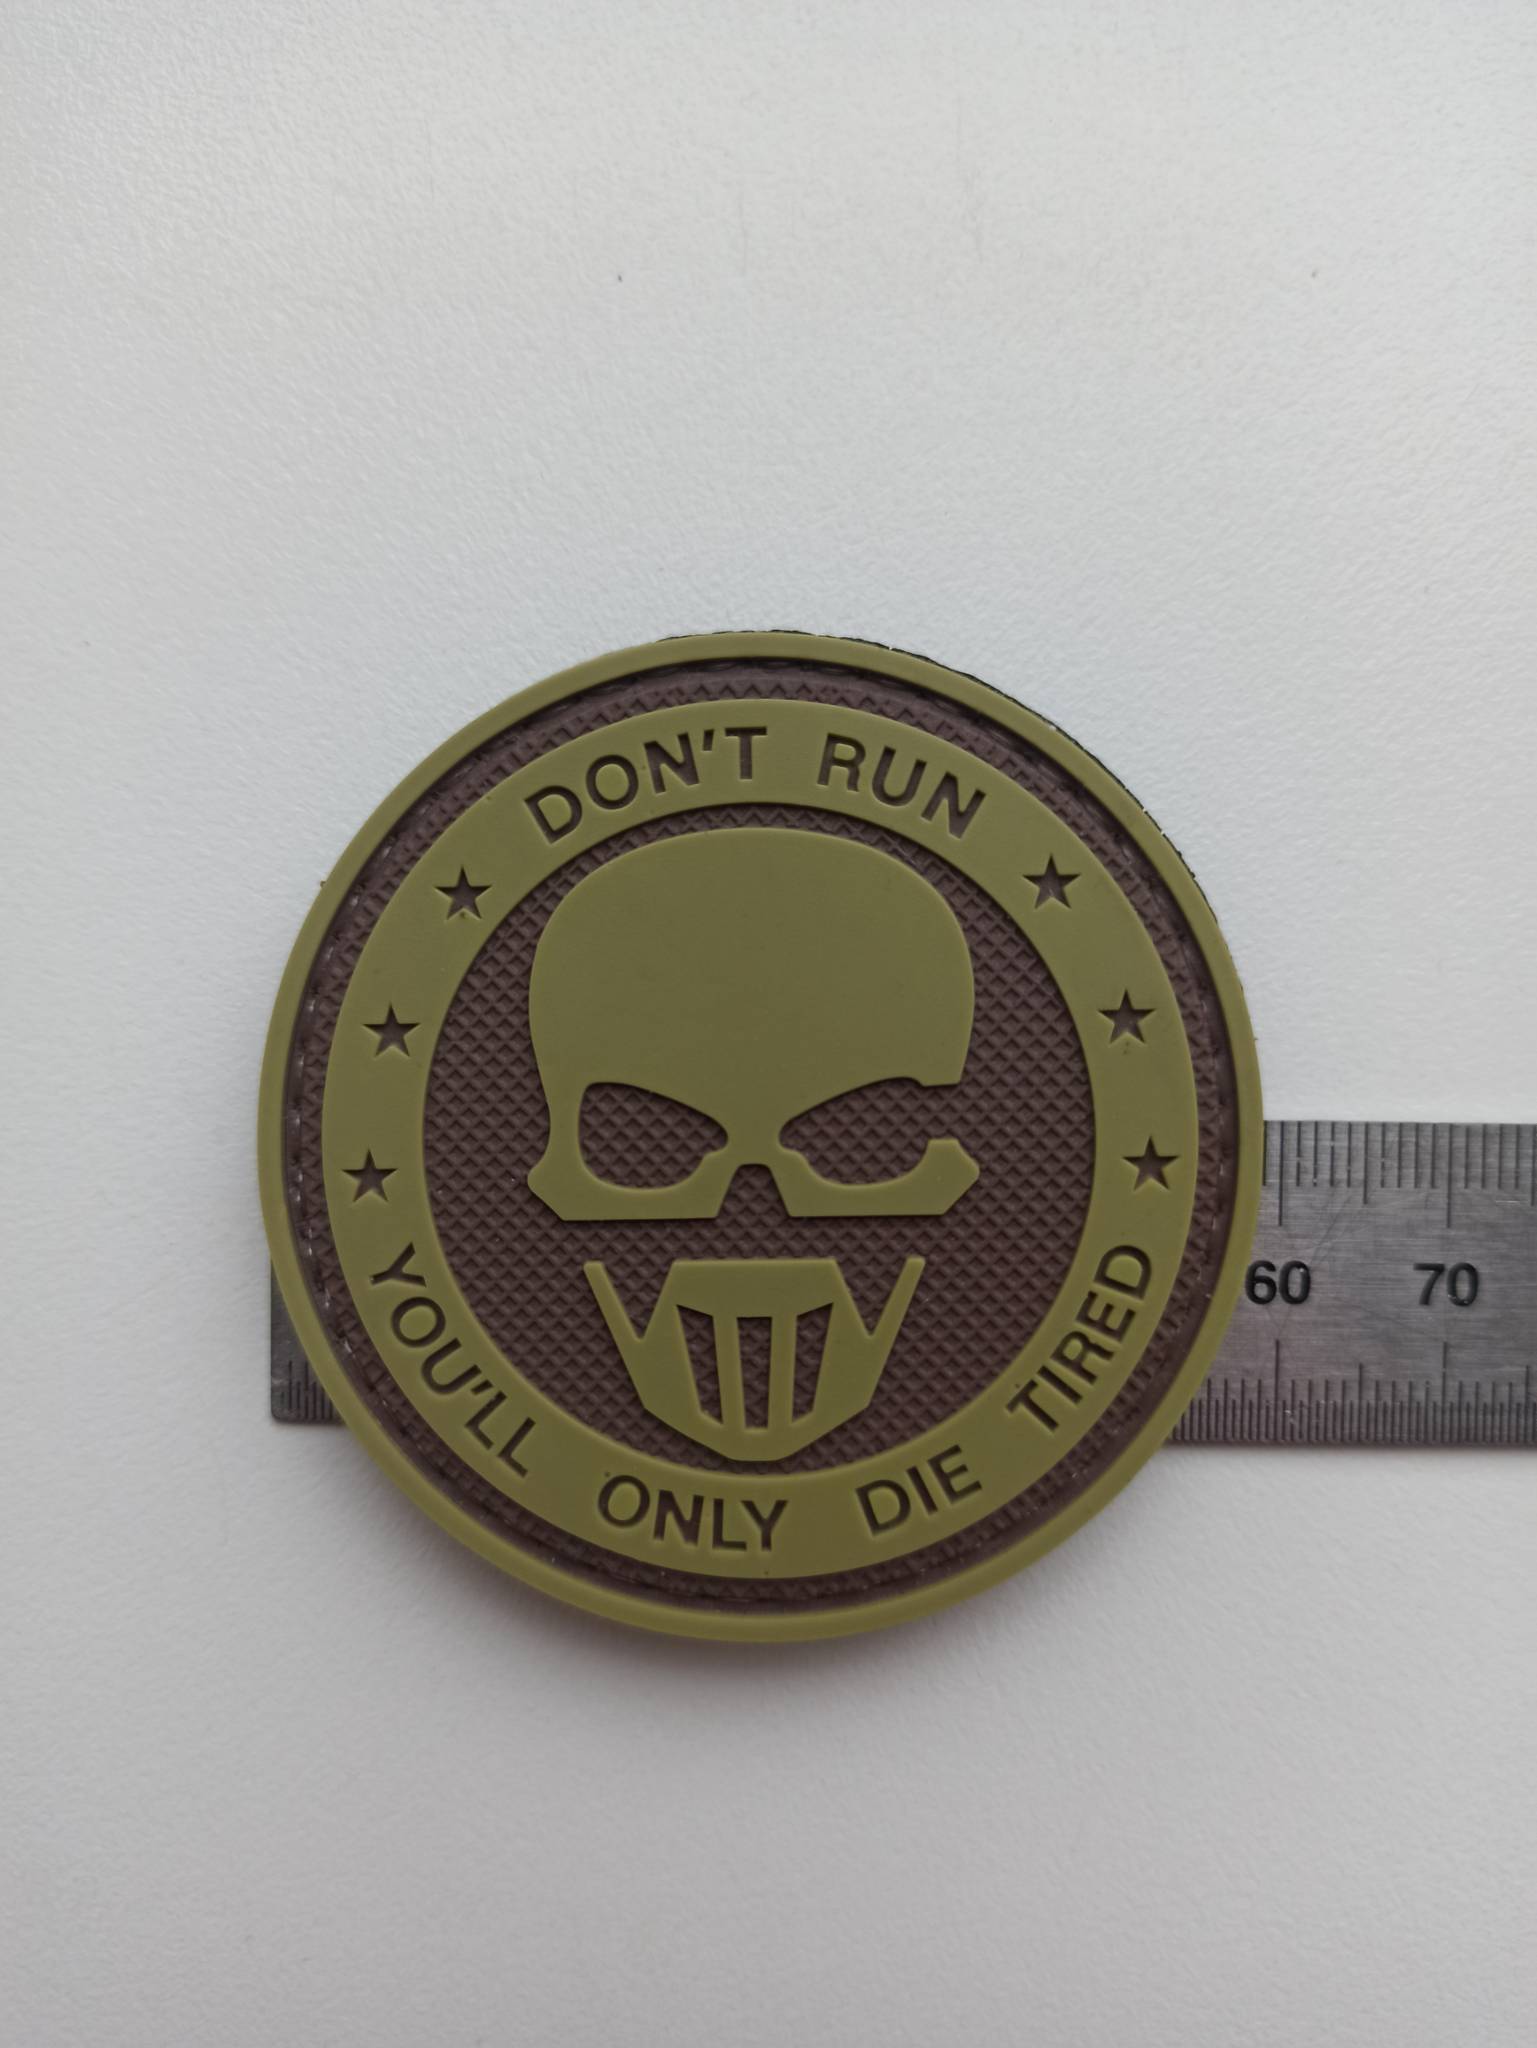 DON'T RUN
YOU'LL ONLY DIE TIRED
60 70